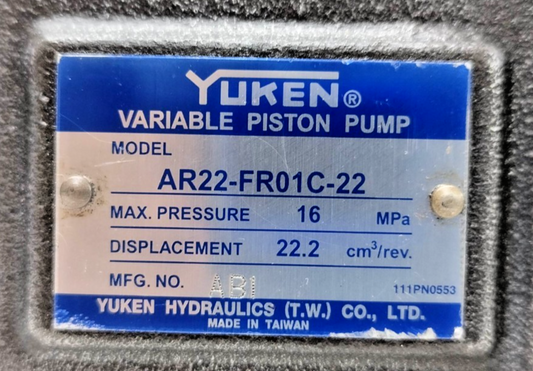 YUKEN®
VARIABLE PISTON PUMP
MODEL
AR22-FR01C-22
MAX. PRESSURE 16 MPa
DISPLACEMENT 22.2 cm³/rev.
MFG. NO. AB1
111PN0553
YUKEN HYDRAULICS (T.W.) CO., LTD.
MADE IN TAIWAN